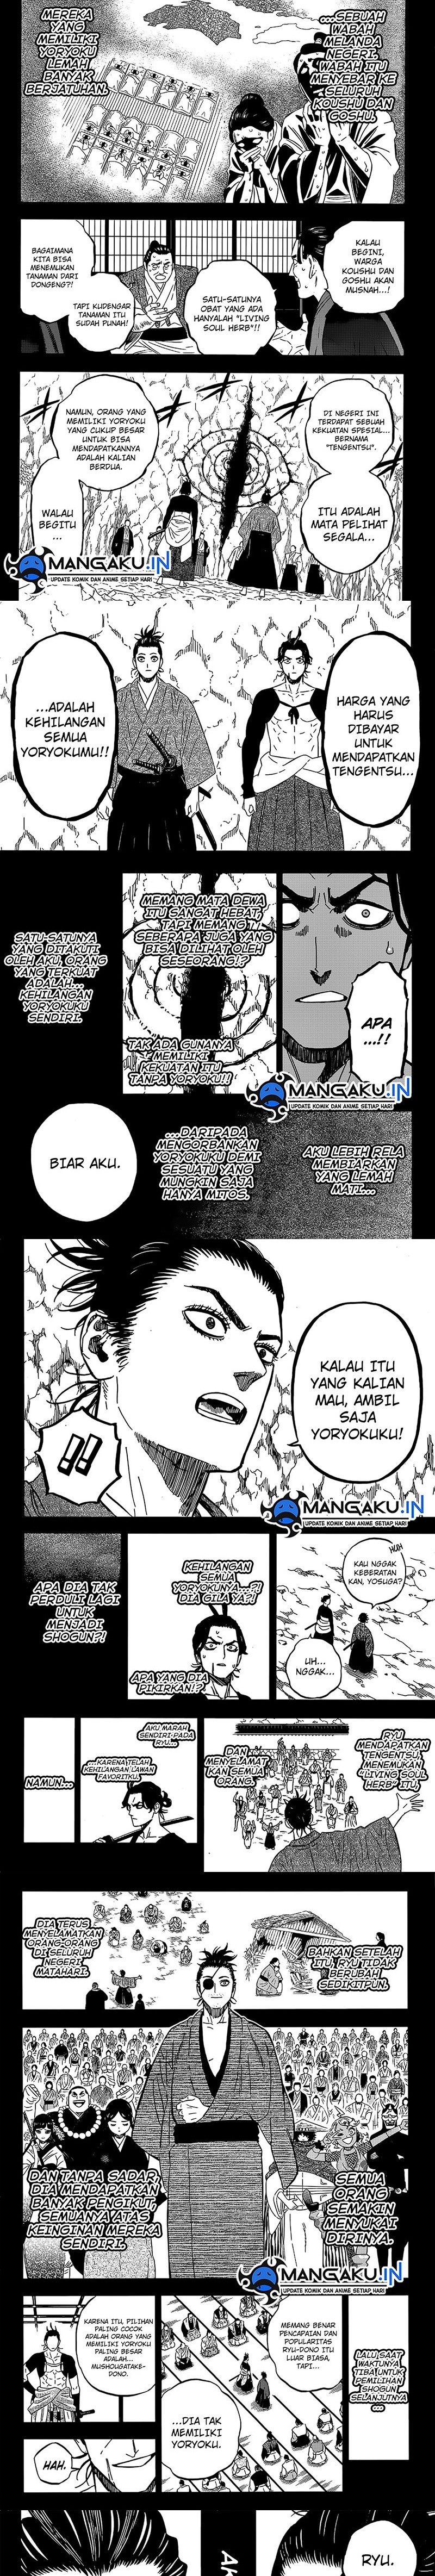 ...SEBUAH
WABAH
MELANDA
NEGERI.
WABAH ITU
MENYEBAR KE
SELURUH
KOUSHU DAN
GOSHU.
MEREKA
YANG
MEMILIKI
YORYOKU
LEMAH
BANYAK
BERJATUHAN.
KALAU
BEGINI,
WARGA
KOUSHU DAN
GOSHU AKAN
MUSNAH...!
SATU-SATUNYA
OBAT YANG ADA
HANYALAH "LIVING
SOUL HERB"!!
BAGAIMANA
KITA BISA
MENEMUKAN
TANAMAN DARI
DONGENG?!
TAPI KUDENGAR
TANAMAN ITU
SUDAH PUNAH!
DI NEGERI INI
TERDAPAT SEBUAH
KEKUATAN SPESIAL...
BERNAMA
"TENGENTSU".
ITU ADALAH
MATA PELIHAT
SEGALA...
NAMUN, ORANG YANG
MEMILIKI YORYOKU
YANG CUKUP BESAR
UNTUK BISA
MENDAPATKANNYA
ADALAH KALIAN
BERDUA.
WALAU
BEGITU
...
MANGAKU.IN
UPDATE KOMIK DAN ANIME SETIAP HARI
HARGA YANG
HARUS
DIBAYAR
UNTUK
MENDAPATKAN
TENGENTSU...
...ADALAH
KEHILANGAN
SEMUA
YORYOKUMU!!
APA
...!!
MEMANG MATA DEWA
ITU SANGAT HEBAT,
TAPI MEMANGNYA
SEBERAPA JAUH YANG
BISA DILIHAT OLEH
SESEORANG!?
TAK ADA GUNANYA
MEMILIKI
KEKUATAN ITU
TANPA YORYOKU!
SATU-SATUNYA
YANG DITAKUTI
OLEH AKU, ORANG
YANG TERKUAT
ADALAH...
KEHILANGAN
YORYOKUKU
SENDIRI.
MANGAKU.IN
UPDATE KOMIK DAN ANIME SETIAP HARI
AKU LEBIH RELA
MEMBIARKAN
YANG LEMAH
MATI...
...DARIPADA
MENGORBANKAN
YORYOKUKU DEMI
SESUATU YANG
MUNGKIN SAJA
HANYA MITOS.
BIAR AKU.
KALAU ITU
YANG KALIAN
MAU, AMBIL
SAJA
YORYOKUKU!
!!
MANGAKU.IN
UPDATE KOMIK DAN ANIME SETIAP HARI
KAU NGGAK
KEBERATAN
KAN, YOSUGA?
UH...
NGGAK...
KEHILANGAN
SEMUA
YORYOKUNYA...?!
DIA GILA YA?!
APA YANG DIA
PIKIRKAN!?
APA DIA TAK
PERDULI LAGI
UNTUK
MENJADI
SHOGUN?!
RYU
MENDAPATKAN
TENGENTSU,
MENEMUKAN
"LIVING SOUL
HERB" ITU,
DAN
MENYELAMAT
KAN SEMUA
ORANG.
AKU MARAH
SENDIRI PADA
RYU...
KARENA TELAH
KEHILANGAN LAWAN
FAVORITKU.
NAMUN...
BAHKAN SETELAH
ITU, RYU TIDAK
BERUBAH
SEDIKITPUN.
DIA TERUS
MENYELAMATKAN
ORANG-ORANG
DI SELURUH
NEGERI
MATAHARI.
SEMUA
ORANG
SEMAKIN
MENYUKAI
DIRINYA.
DAN TANPA SADAR,
DIA MENDAPATKAN
BANYAK PENGIKUT,
SEMUANYA ATAS
KEINGINAN MEREKA
SENDIRI.
MANGAKU.IN
UPDATE KOMIK DAN ANIME SETIAP HARI
LALU SAAT
WAKTUNYA
TIBA UNTUK
PEMILIHAN
SHOGUN
SELANJUTNYA
...
MEMANG BENAR
PENCAPAIAN DAN
POPULARITAS
RYU-DONO ITU
LUAR BIASA,
TAPI...
...DIA TAK
MEMILIKI
YORYOKU.
KARENA ITU, PILIHAN
PALING COCOK
ADALAH ORANG YANG
MEMILIKI YORYOKU
PALING BESAR
ADALAH...
MUSHOUGATAKE-
DONO.
HAH.
RYU.